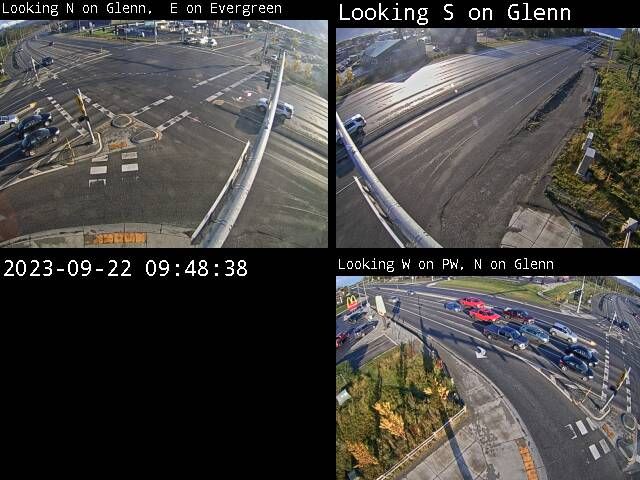 Looking N on Glenn,  E on Evergreen
Looking S on Glenn
2023-09-22 09:48:38
Looking W on PW, N on Glenn